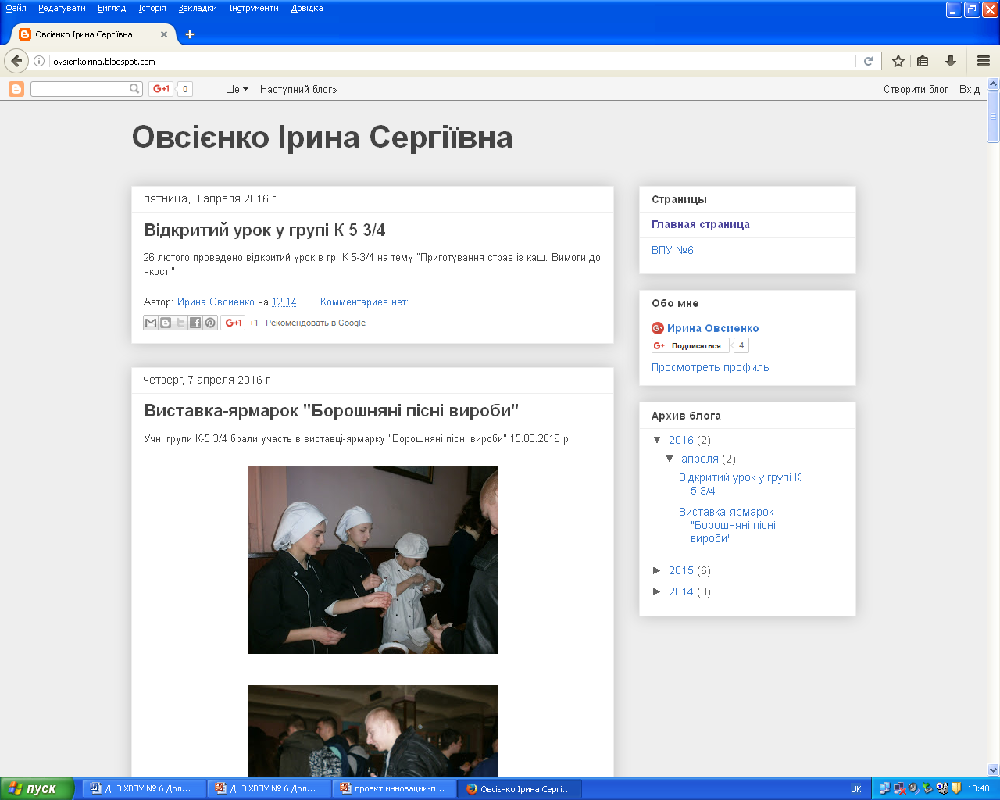 Файл Редагувати Вигляд Історія Закладки Інструменти Довідка
Овсієнко Ірина Сергіївна
ovsienkoirina.blogspot.com
G+1 0 Ще Наступний блог» Створити блог Вхід
Овсієнко Ірина Сергіївна
пятница, 8 апреля 2016 г.
Відкритий урок у групі К 5 3/4
26 лютого проведено відкритий урок в гр. К 5-3/4 на тему "Приготування страв із каш. Вимоги до
якості"
Автор: Ирина Овсиенко на 12:14 Комментариев нет:
G+1 +1 Рекомендовать в Google
четверг, 7 апреля 2016 г.
Виставка-ярмарок "Борошняні пісні вироби"
Учні групи К-5 3/4 брали участь в виставці-ярмарку "Борошняні пісні вироби" 15.03.2016 р.
Страницы
Главная страница
ВПУ №6
Обо мне
Ирина Овсиенко
G+ Подписаться 4
Просмотреть профиль
Архив блога
▼ 2016 (2)
▼ апреля (2)
Відкритий урок у групі К
5 3/4
Виставка-ярмарок
"Борошняні пісні
вироби"
► 2015 (6)
► 2014 (3)
пуск ДНЗ ХВПУ № 6 Дол... ДНЗ ХВПУ № 6 Дол... проект инновации-п... Овсієнко Ірина Сергі... UK 13:48